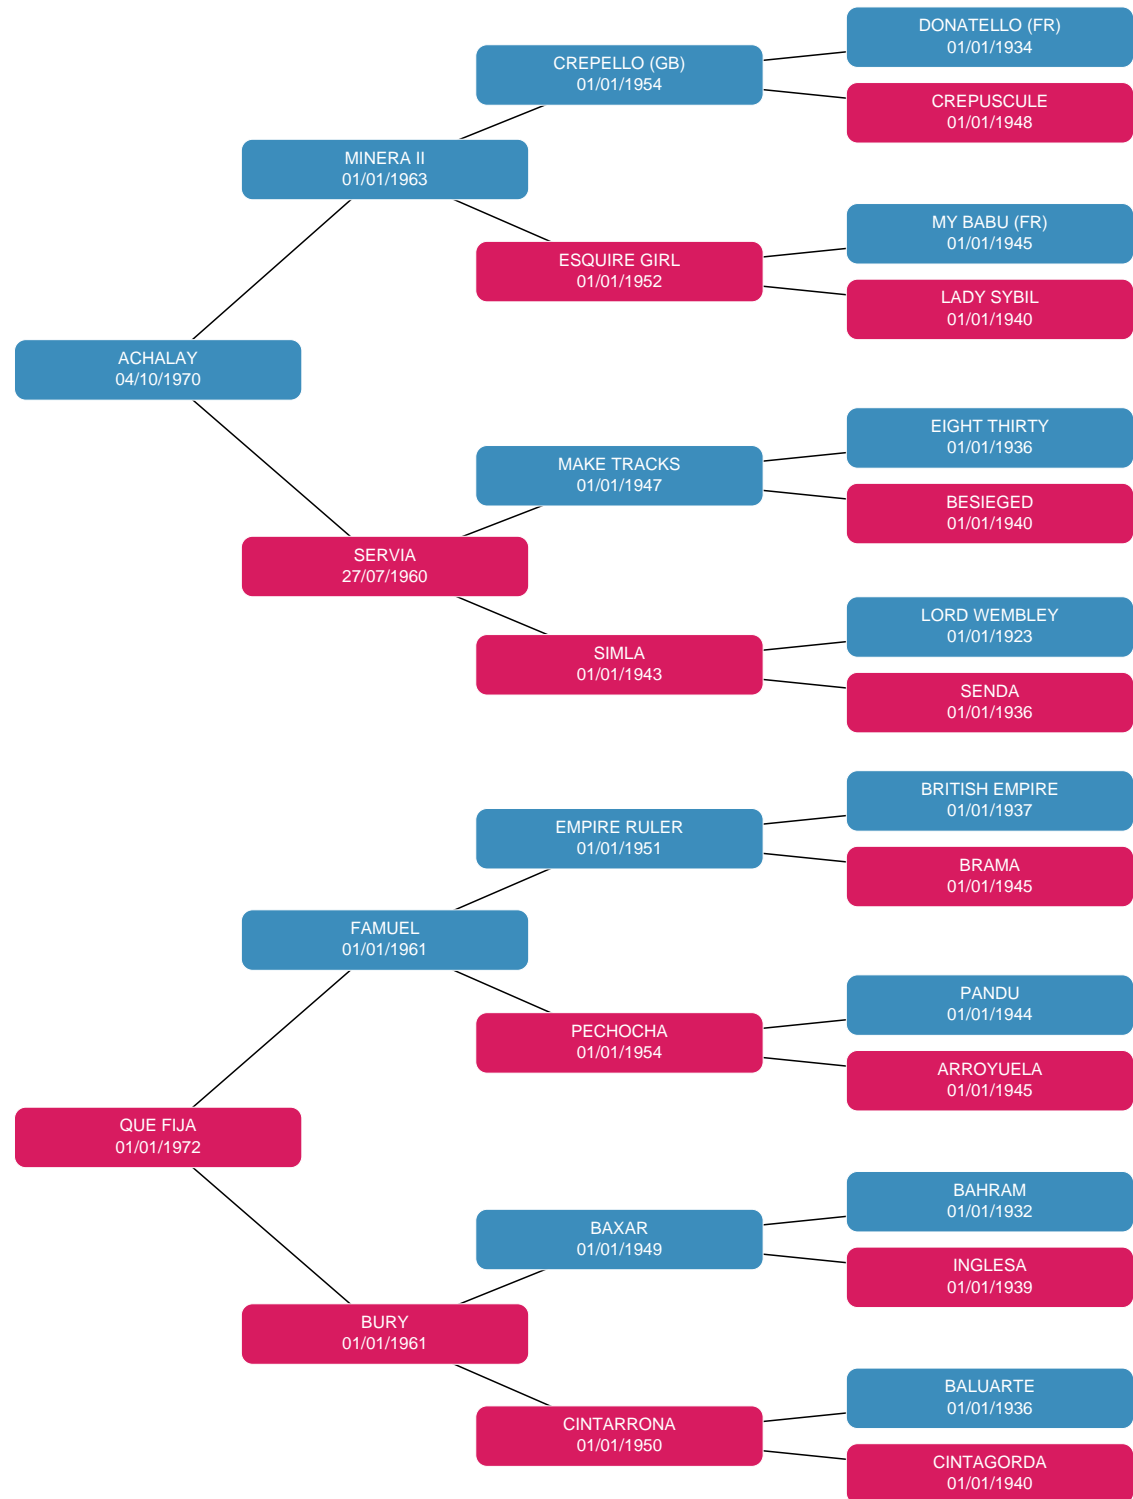 DONATELLO (FR)
01/01/1934
CREPELLO (GB)
01/01/1954
CREPUSCULE
01/01/1948
MINERA II
01/01/1963
MY BABU (FR)
01/01/1945
ESQUIRE GIRL
01/01/1952
LADY SYBIL
01/01/1940
ACHALAY
04/10/1970
EIGHT THIRTY
01/01/1936
MAKE TRACKS
01/01/1947
BESIEGED
01/01/1940
SERVIA
27/07/1960
LORD WEMBLEY
01/01/1923
SIMLA
01/01/1943
SENDA
01/01/1936
BRITISH EMPIRE
01/01/1937
EMPIRE RULER
01/01/1951
BRAMA
01/01/1945
FAMUEL
01/01/1961
PANDU
01/01/1944
PECHOCHA
01/01/1954
ARROYUELA
01/01/1945
QUE FIJA
01/01/1972
BAHRAM
01/01/1932
BAXAR
01/01/1949
INGLESA
01/01/1939
BURY
01/01/1961
BALUARTE
01/01/1936
CINTARRONA
01/01/1950
CINTAGORDA
01/01/1940